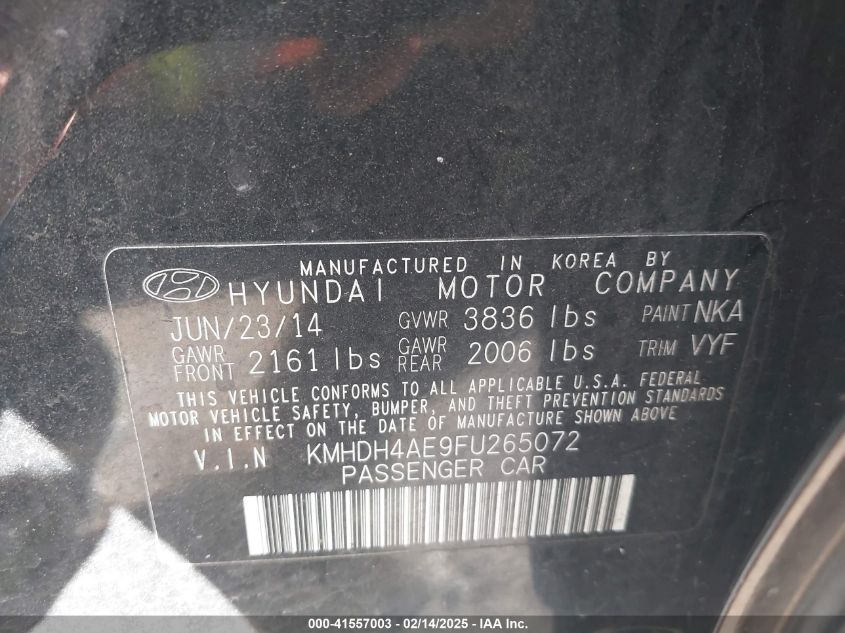 MANUFACTURED IN KOREA BY
HYUNDAI MOTOR COMPANY
JUN/23/14 GVWR 3836 lbs PAINT NKA
GAWR FRONT 2161 lbs GAWR REAR 2006 lbs TRIM VYF
THIS VEHICLE CONFORMS TO ALL APPLICABLE U.S.A. FEDERAL
MOTOR VEHICLE SAFETY, BUMPER, AND THEFT PREVENTION STANDARDS
IN EFFECT ON THE DATE OF MANUFACTURE SHOWN ABOVE
V.I.N KMHDH4AE9FU265072
PASSENGER CAR
000-41557003 - 02/14/2025 - IAA Inc.